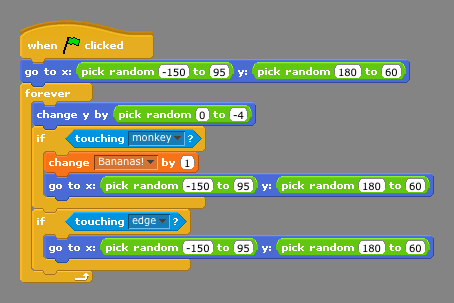 when clicked
go to x: pick random -150 to 95 y: pick random 180 to 60
forever
change y by pick random 0 to -4
if touching monkey ?
change Bananas! by 1
go to x: pick random -150 to 95 y: pick random 180 to 60
if touching edge ?
go to x: pick random -150 to 95 y: pick random 180 to 60